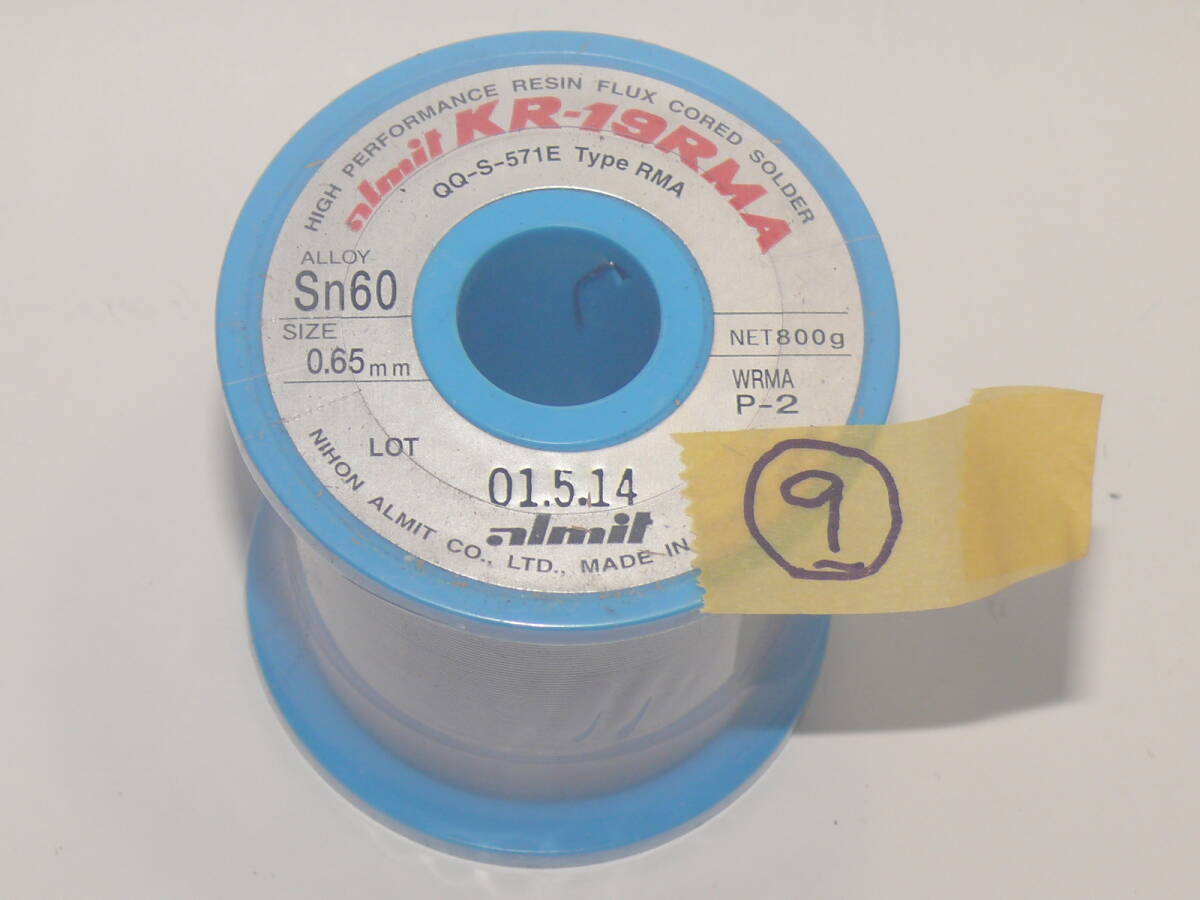 HIGH PERFORMANCE RESIN FLUX CORED SOLDER
almit KR-19RMA
QQ-S-571E Type RMA
ALLOY
Sn60
SIZE
0.65mm
NET800g
WRMA
P-2
LOT
01.5.14
almit
NIHON ALMIT CO., LTD., MADE IN
9